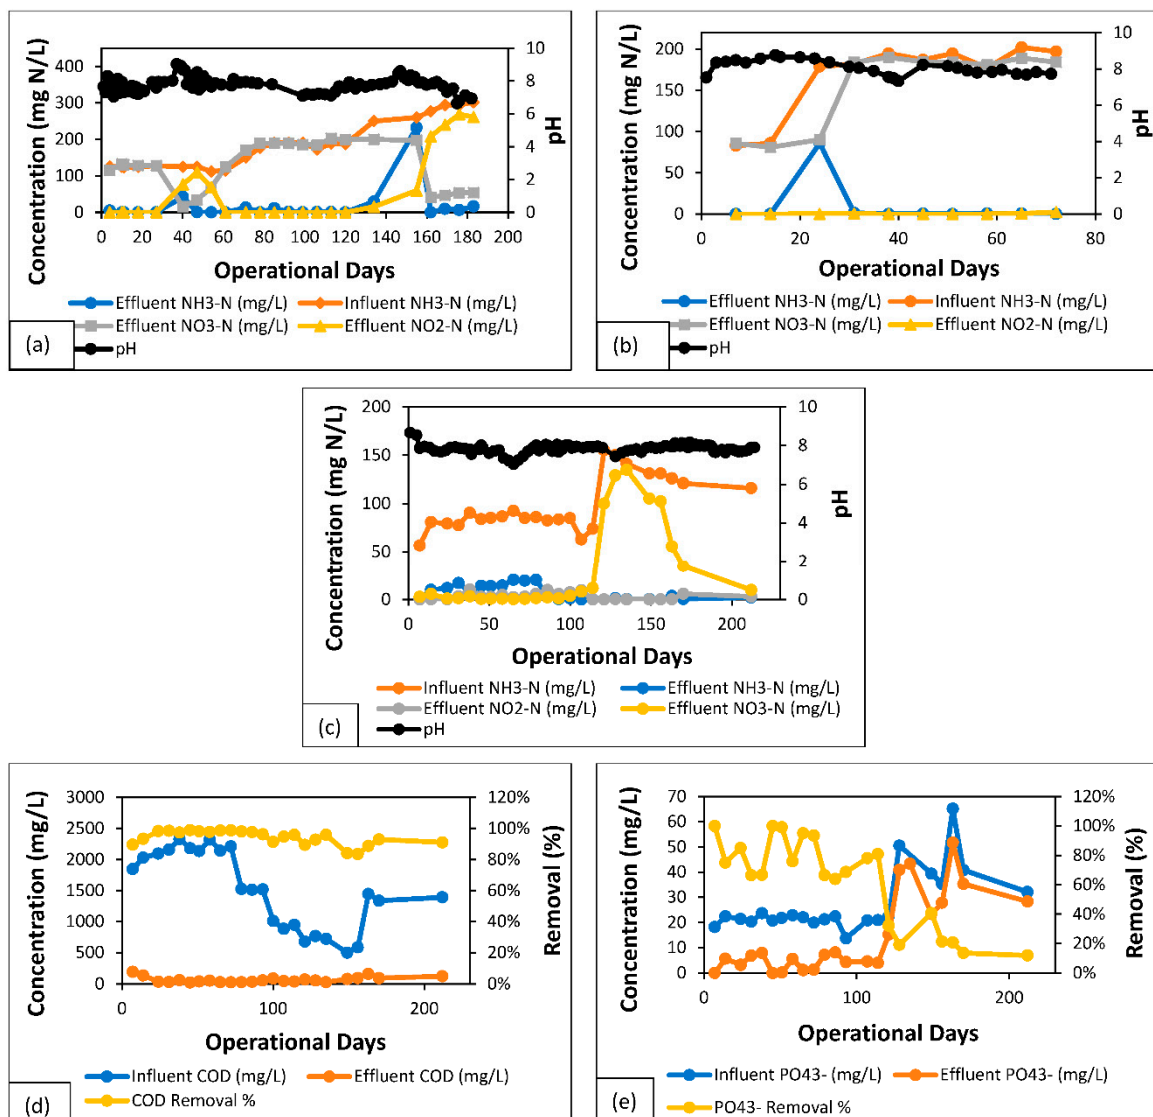 Concentration (mg N/L)
400
300
200
100
0
10
8
6
4
2
0
pH
0 20 40 60 80 100 120 140 160 180 200
Operational Days
Effluent NH3-N (mg/L) Influent NH3-N (mg/L)
Effluent NO3-N (mg/L) Effluent NO2-N (mg/L)
pH
(a)
Concentration (mg N/L)
200
150
100
50
0
10
8
6
4
2
0
pH
0 20 40 60 80
Operational Days
Effluent NH3-N (mg/L) Influent NH3-N (mg/L)
Effluent NO3-N (mg/L) Effluent NO2-N (mg/L)
pH
(b)
Concentration (mg N/L)
200
150
100
50
0
10
8
6
4
2
0
pH
0 50 100 150 200
Operational Days
Influent NH3-N (mg/L) Effluent NH3-N (mg/L)
Effluent NO2-N (mg/L) Effluent NO3-N (mg/L)
pH
(c)
Concentration (mg/L)
3000
2500
2000
1500
1000
500
0
120%
100%
80%
60%
40%
20%
0%
Removal (%)
0 100 200
Operational Days
Influent COD (mg/L) Effluent COD (mg/L)
COD Removal %
(d)
Concentration (mg/L)
70
60
50
40
30
20
10
0
120%
100%
80%
60%
40%
20%
0%
Removal (%)
0 100 200
Operational Days
Influent PO43- (mg/L) Effluent PO43- (mg/L)
PO43- Removal %
(e)